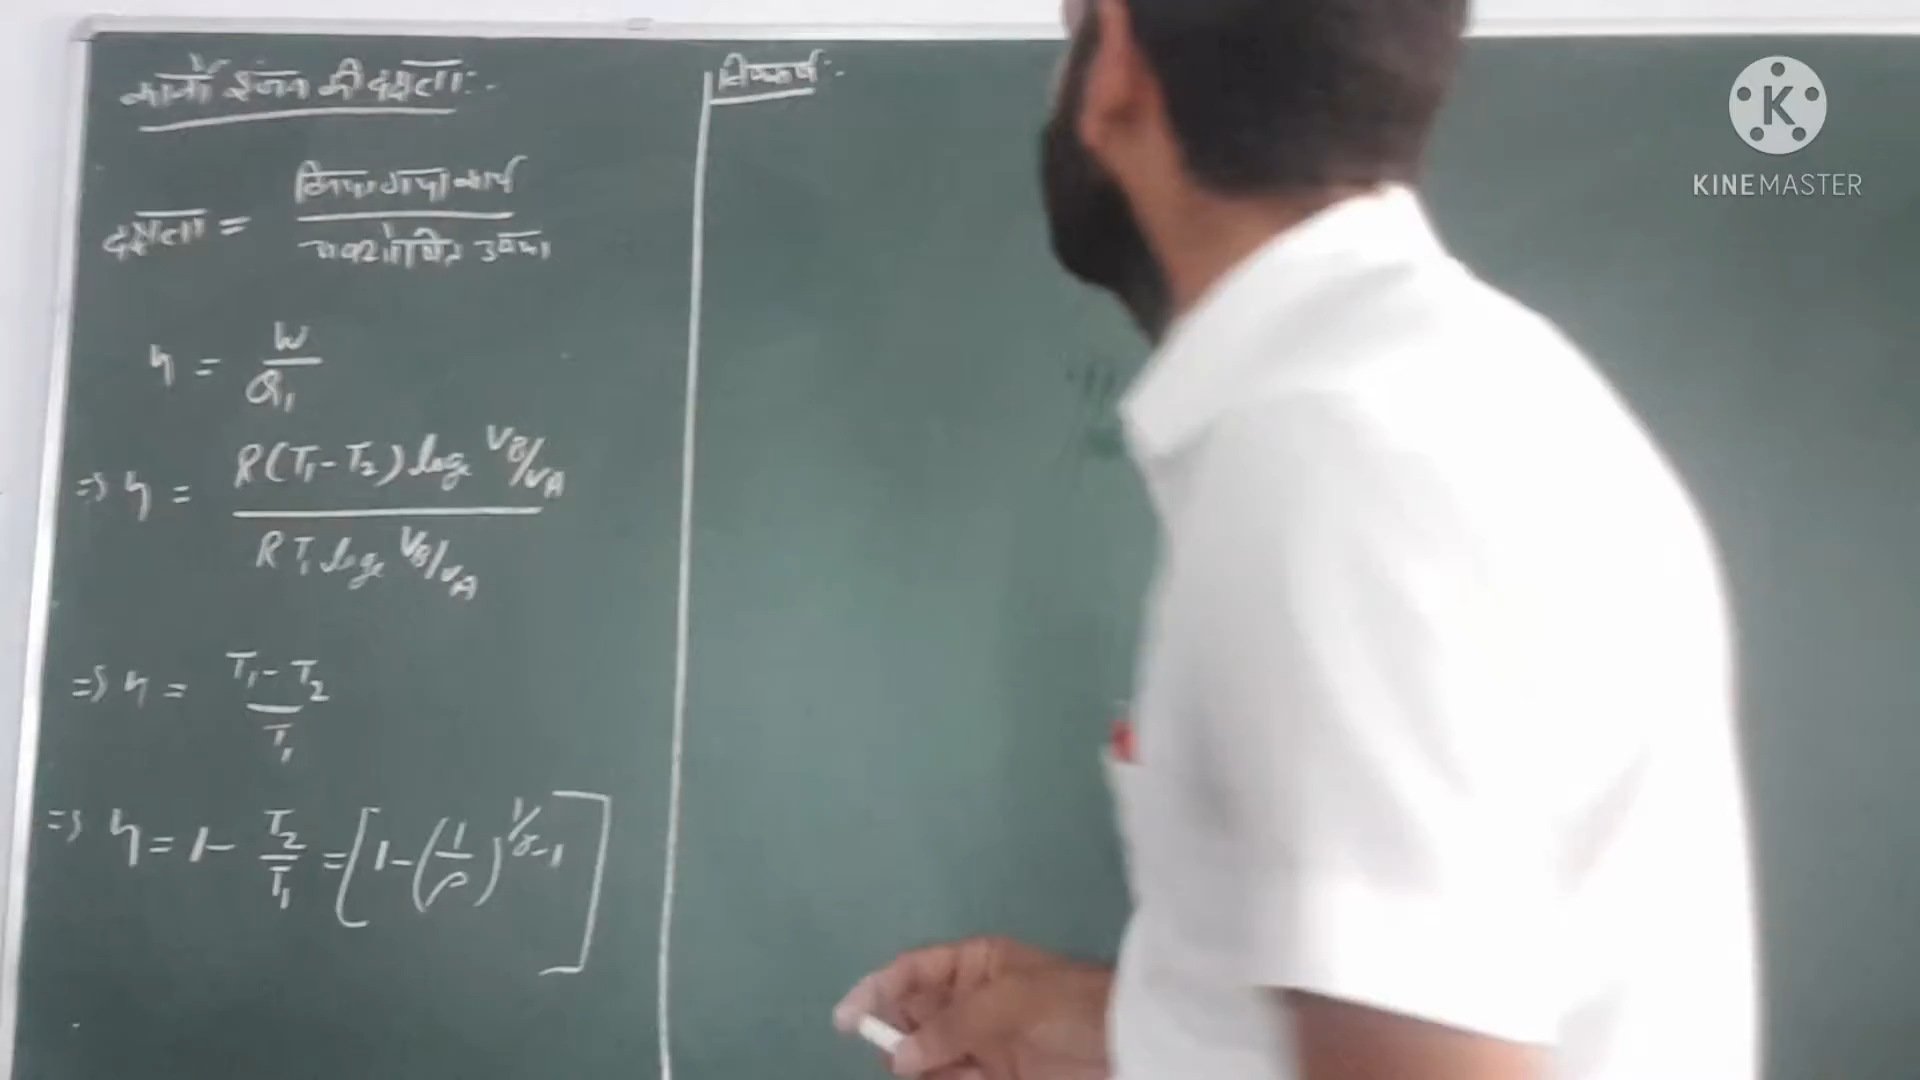 कार्नो इंजन की दक्षता:-
दक्षता = किया गया कार्य / अवशोषित ऊष्मा
η = W/Q₁
⇒ η = R(T₁-T₂) logₑ V_B/V_A / RT₁ logₑ V_B/V_A
⇒ η = T₁-T₂ / T₁
⇒ η = 1- T₂/T₁ = [1-(1/ρ)^1/γ-1]
निष्कर्ष:-
KINEMASTER